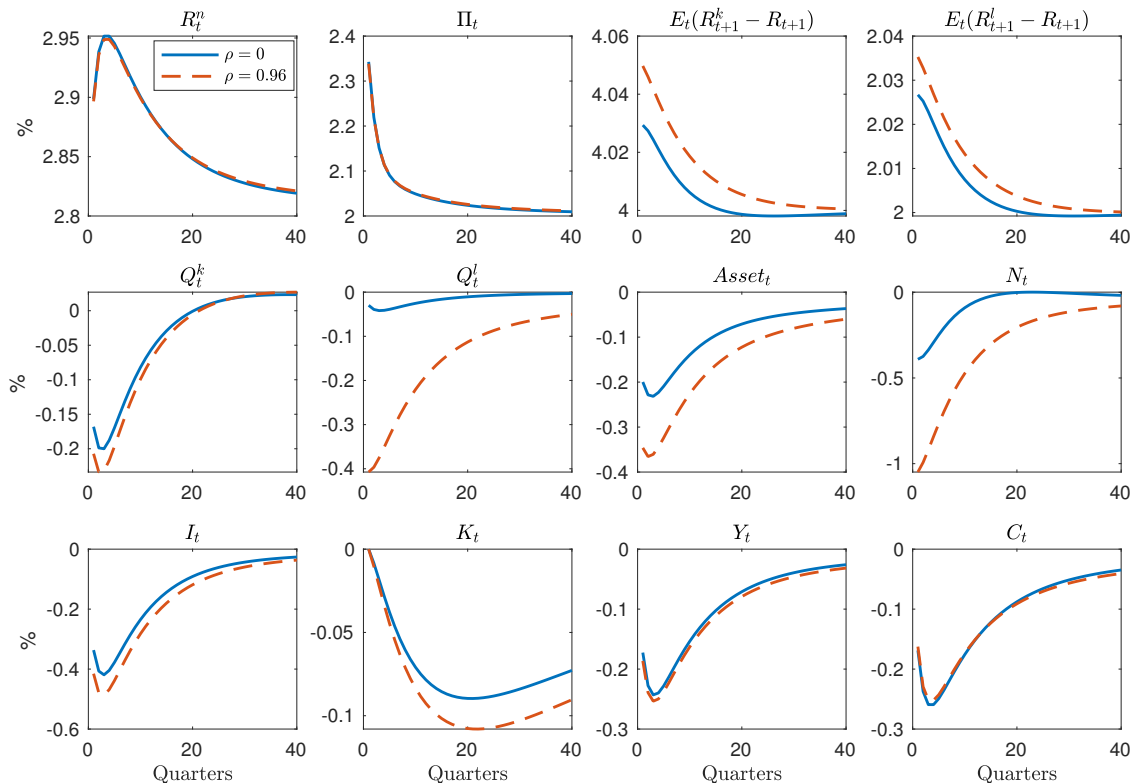 R_t^n Π_t E_t(R_{t+1}^k − R_{t+1}) E_t(R_{t+1}^l − R_{t+1})
ρ = 0
ρ = 0.96
%
2.95
2.9
2.85
2.8
0 20 40
2.4
2.3
2.2
2.1
2
0 20 40
4.06
4.04
4.02
4
0 20 40
2.04
2.03
2.02
2.01
2
0 20 40
Q_t^k Q_t^l Asset_t N_t
%
0
-0.05
-0.1
-0.15
-0.2
0 20 40
0
-0.1
-0.2
-0.3
-0.4
0 20 40
0
-0.1
-0.2
-0.3
-0.4
0 20 40
0
-0.5
-1
0 20 40
I_t K_t Y_t C_t
%
0
-0.2
-0.4
-0.6
0 20 40
Quarters
0
-0.05
-0.1
0 20 40
Quarters
0
-0.1
-0.2
-0.3
0 20 40
Quarters
0
-0.1
-0.2
-0.3
0 20 40
Quarters